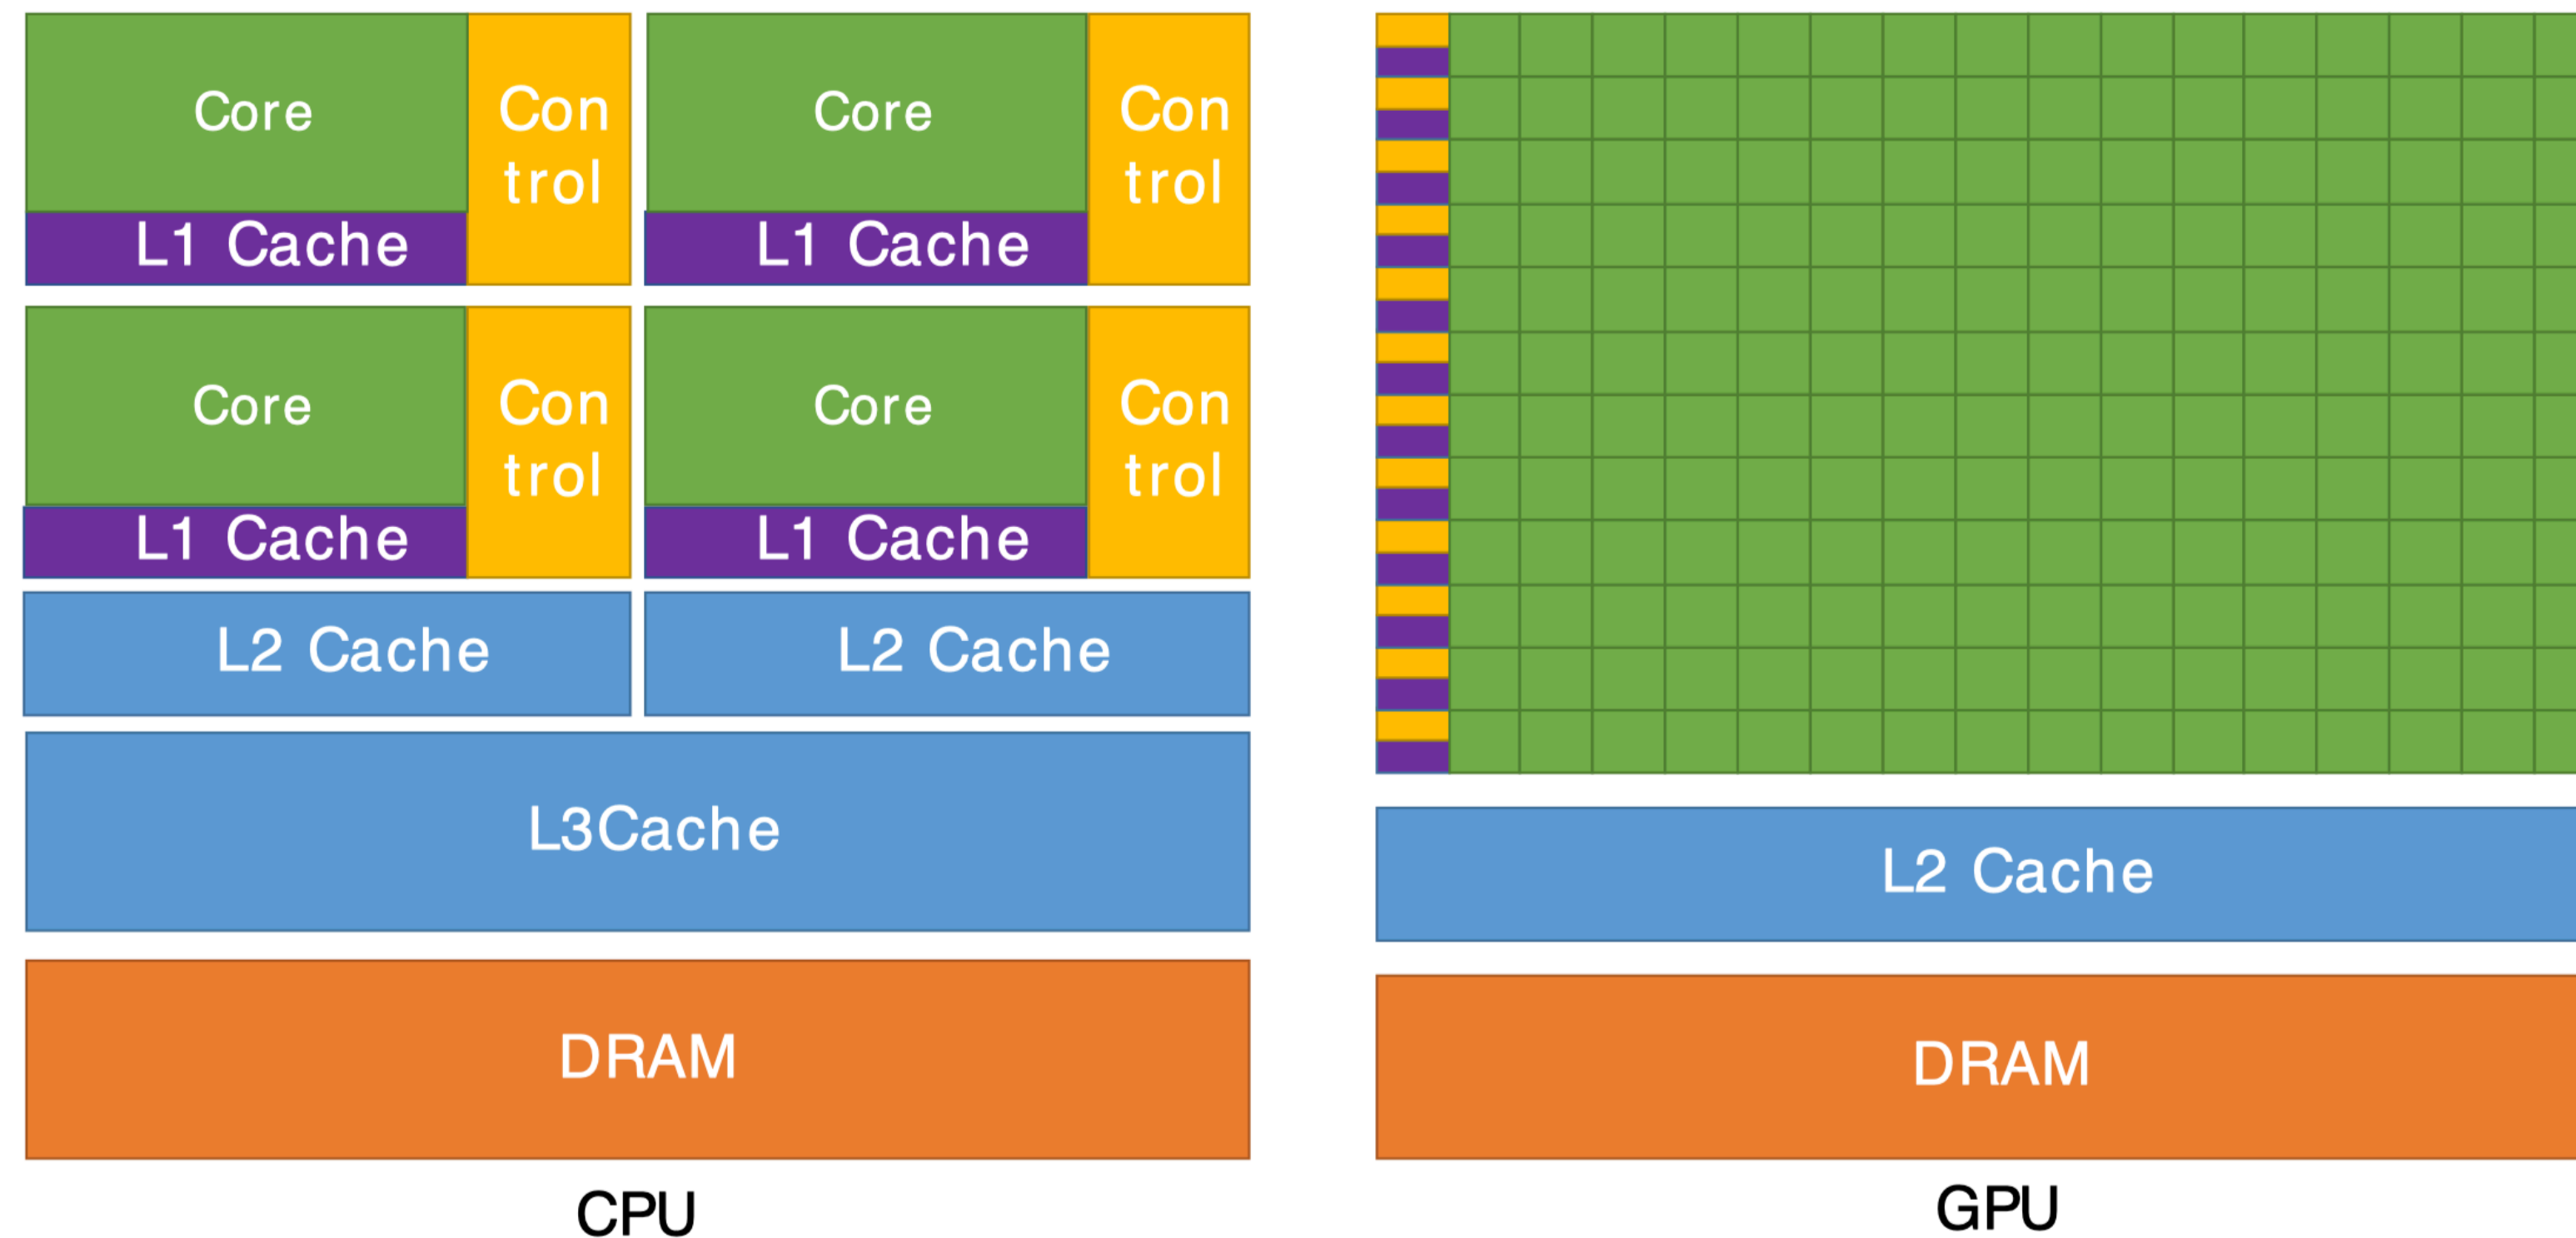 Core
Con
trol
Core
Con
trol
L1 Cache
L1 Cache
Core
Con
trol
Core
Con
trol
L1 Cache
L1 Cache
L2 Cache
L2 Cache
L3Cache
L2 Cache
DRAM
DRAM
CPU
GPU